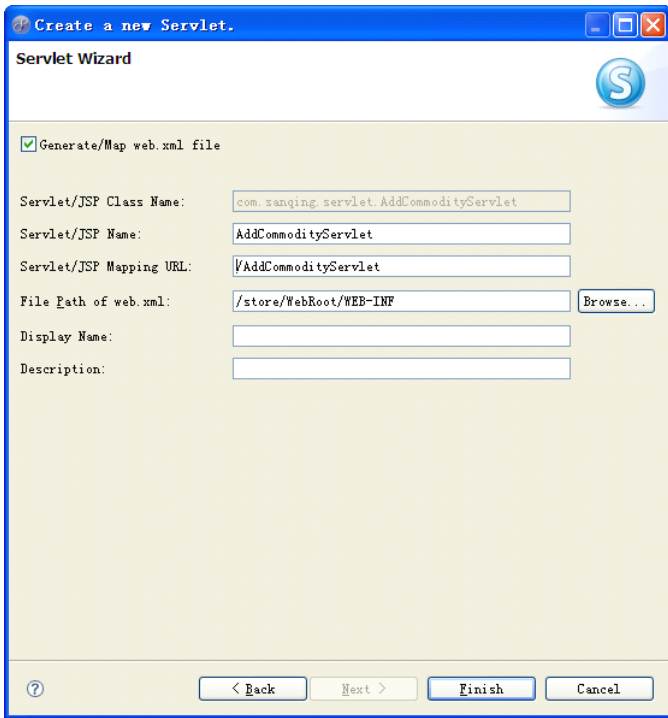 Create a new Servlet.
Servlet Wizard
S
Generate/Map web.xml file
Servlet/JSP Class Name: com.sanqing.servlet.AddCommodityServlet
Servlet/JSP Name: AddCommodityServlet
Servlet/JSP Mapping URL: /AddCommodityServlet
File Path of web.xml: /store/WebRoot/WEB-INF Browse...
Display Name:
Description:
? < Back Next > Finish Cancel